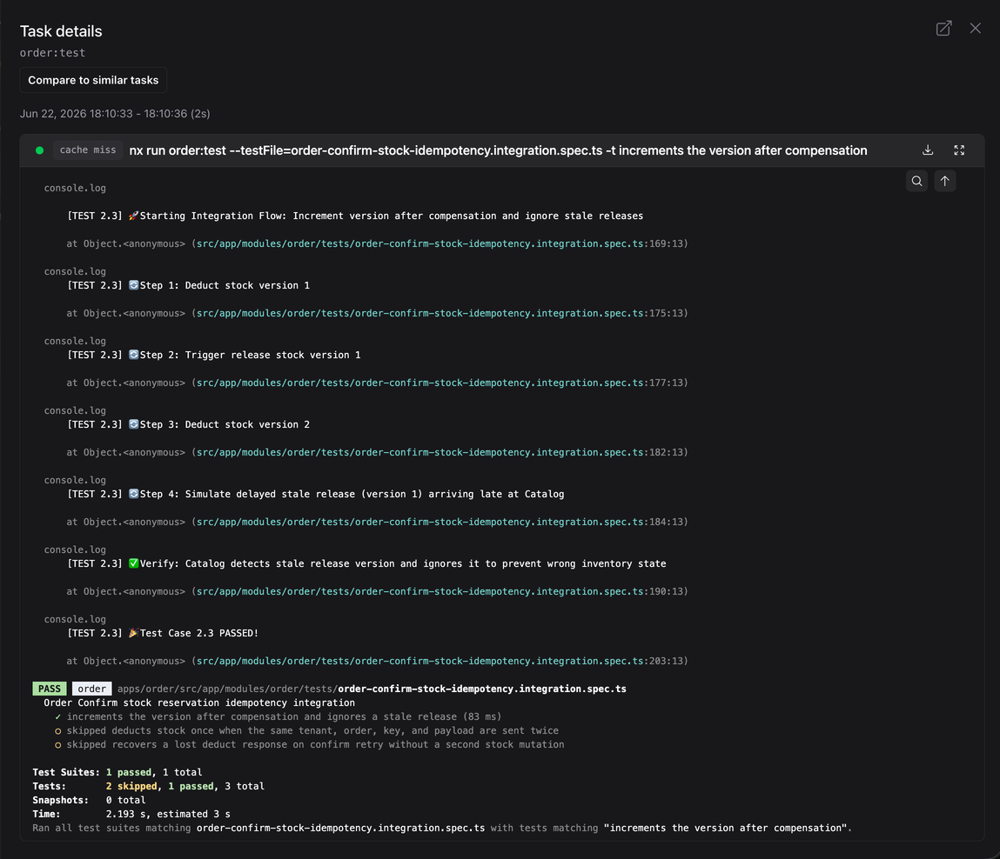 Task details
order:test
Compare to similar tasks
Jun 22, 2026 18:10:33 - 18:10:36 (2s)
cache miss nx run order:test --testFile=order-confirm-stock-idempotency.integration.spec.ts -t increments the version after compensation
console.log
[TEST 2.3] 🚀Starting Integration Flow: Increment version after compensation and ignore stale releases
at Object.<anonymous> (src/app/modules/order/tests/order-confirm-stock-idempotency.integration.spec.ts:169:13)
console.log
[TEST 2.3] 🔄Step 1: Deduct stock version 1
at Object.<anonymous> (src/app/modules/order/tests/order-confirm-stock-idempotency.integration.spec.ts:175:13)
console.log
[TEST 2.3] 🔄Step 2: Trigger release stock version 1
at Object.<anonymous> (src/app/modules/order/tests/order-confirm-stock-idempotency.integration.spec.ts:177:13)
console.log
[TEST 2.3] 🔄Step 3: Deduct stock version 2
at Object.<anonymous> (src/app/modules/order/tests/order-confirm-stock-idempotency.integration.spec.ts:182:13)
console.log
[TEST 2.3] 🔄Step 4: Simulate delayed stale release (version 1) arriving late at Catalog
at Object.<anonymous> (src/app/modules/order/tests/order-confirm-stock-idempotency.integration.spec.ts:184:13)
console.log
[TEST 2.3] ✅Verify: Catalog detects stale release version and ignores it to prevent wrong inventory state
at Object.<anonymous> (src/app/modules/order/tests/order-confirm-stock-idempotency.integration.spec.ts:190:13)
console.log
[TEST 2.3] 🎉Test Case 2.3 PASSED!
at Object.<anonymous> (src/app/modules/order/tests/order-confirm-stock-idempotency.integration.spec.ts:203:13)
PASS order apps/order/src/app/modules/order/tests/order-confirm-stock-idempotency.integration.spec.ts
Order Confirm stock reservation idempotency integration
✓ increments the version after compensation and ignores a stale release (83 ms)
○ skipped deducts stock once when the same tenant, order, key, and payload are sent twice
○ skipped recovers a lost deduct response on confirm retry without a second stock mutation
Test Suites: 1 passed, 1 total
Tests: 2 skipped, 1 passed, 3 total
Snapshots: 0 total
Time: 2.193 s, estimated 3 s
Ran all test suites matching order-confirm-stock-idempotency.integration.spec.ts with tests matching "increments the version after compensation".